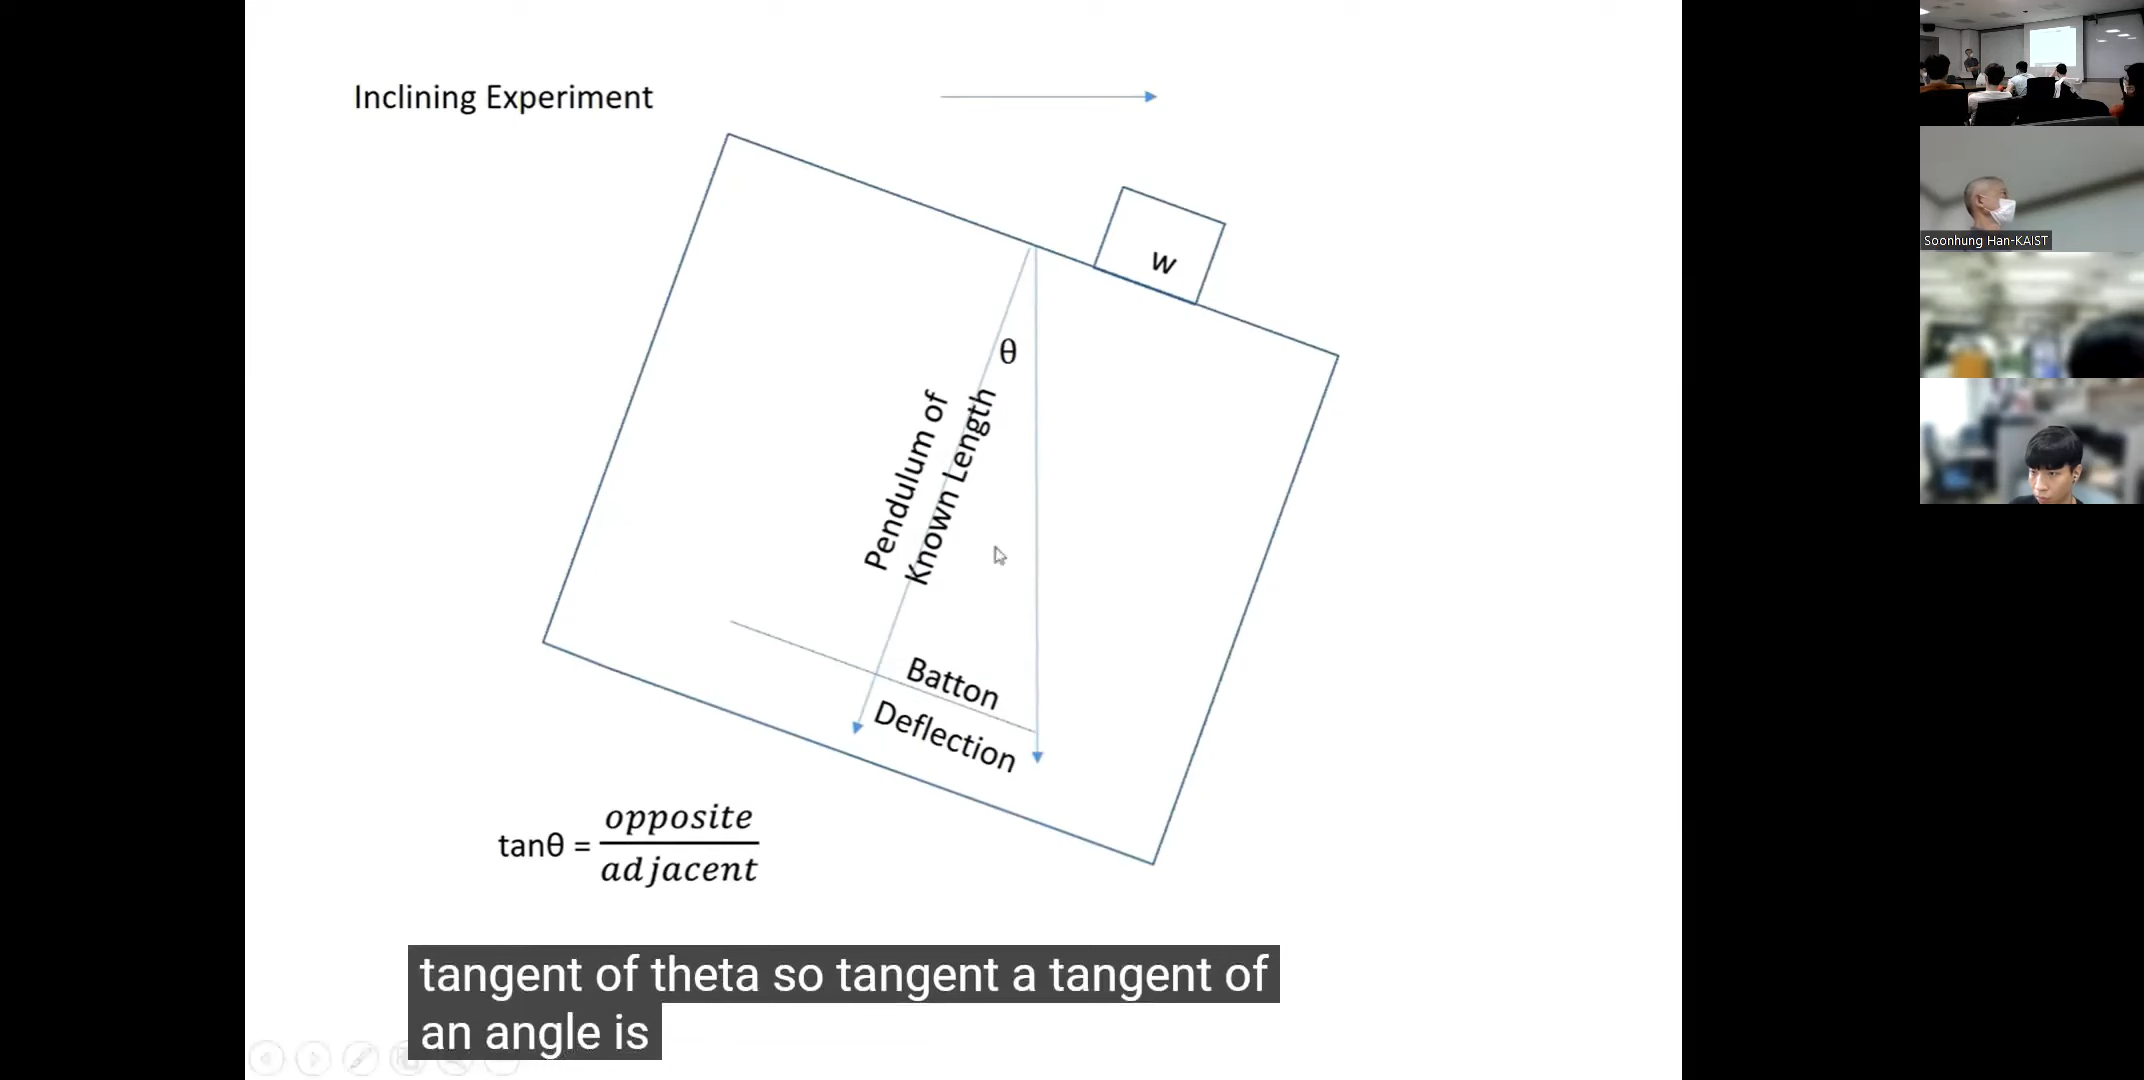 Inclining Experiment
w
θ
Pendulum of
Known Length
Batton
Deflection
tanθ = opposite
adjacent
tangent of theta so tangent a tangent of
an angle is
Soonhung Han-KAIST